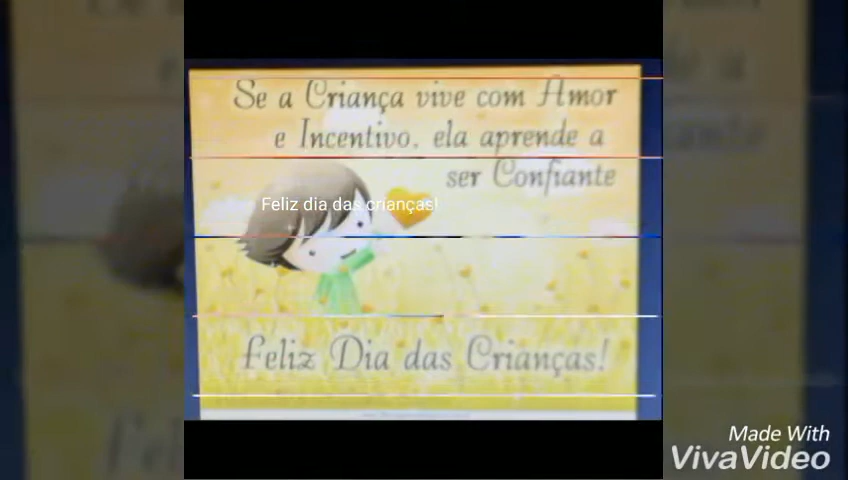 Se a Criança vive com Amor
e Incentivo, ela aprende a
ser Confiante
Feliz dia das crianças!
Feliz Dia das Crianças!
Made With
VivaVideo